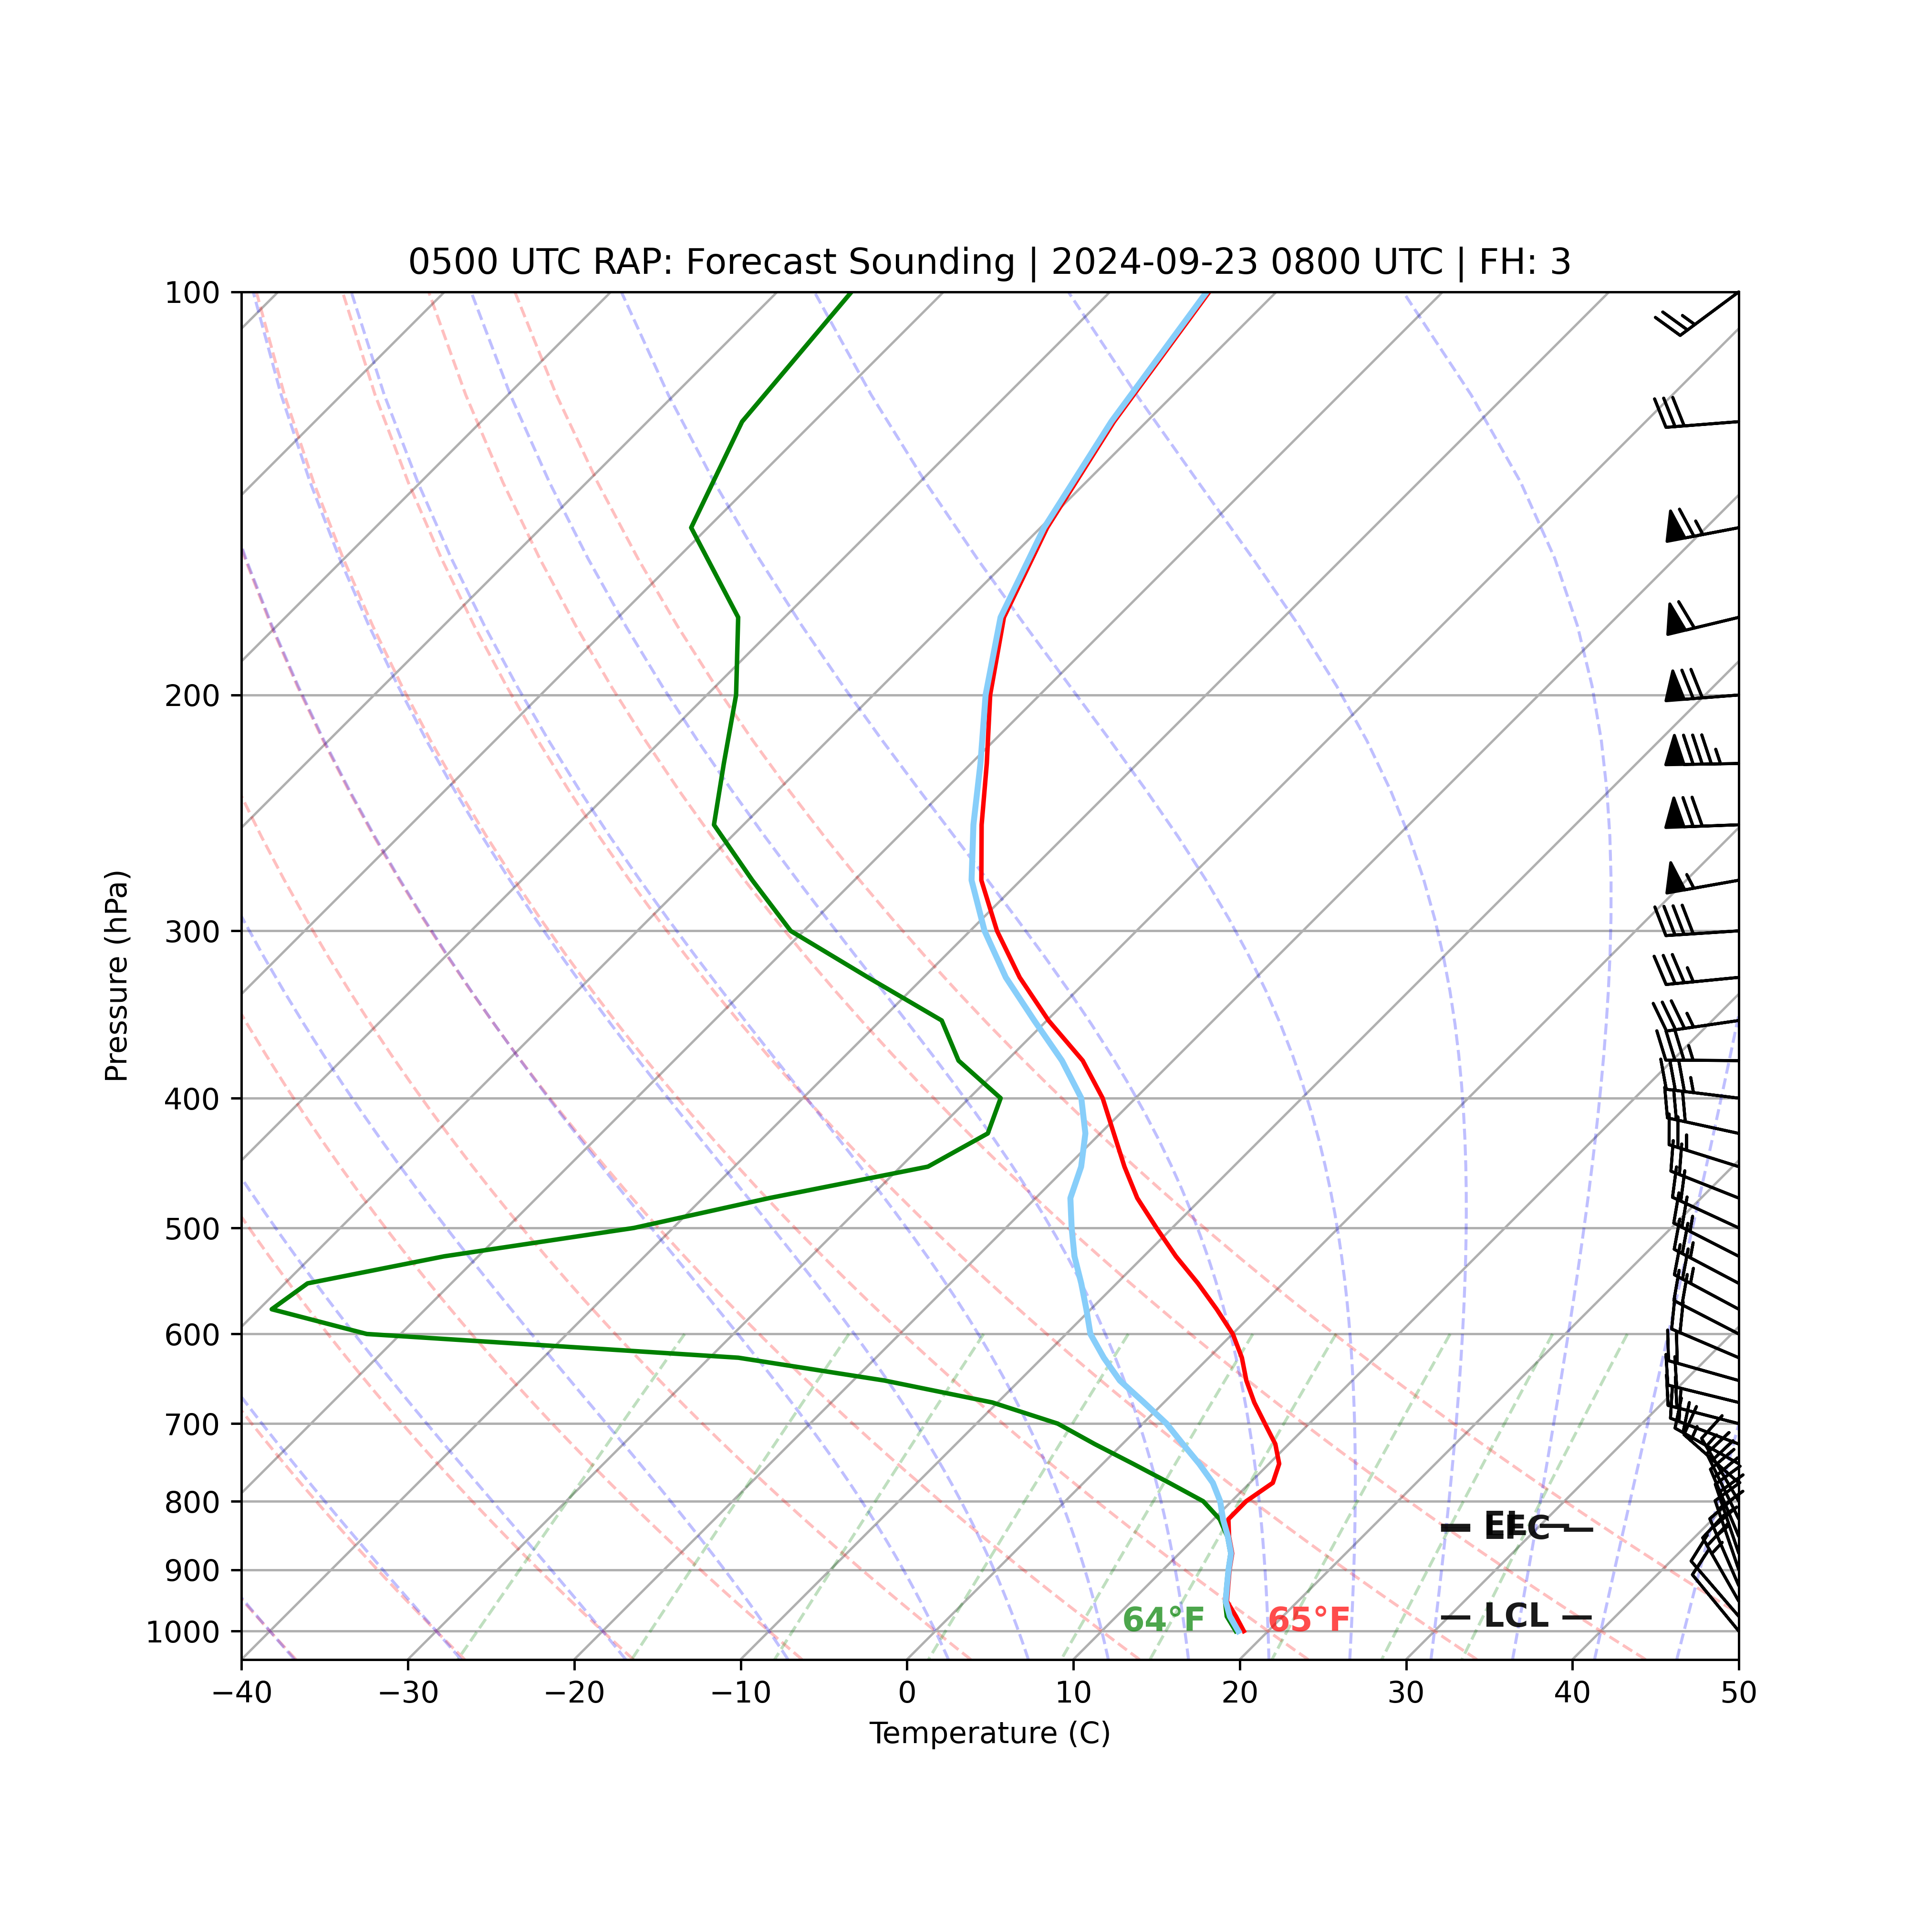 0500 UTC RAP: Forecast Sounding | 2024-09-23 0800 UTC | FH: 3
100
200
300
400
500
600
700
800
900
1000
Pressure (hPa)
— LCL —
64°F 65°F
−40 −30 −20 −10 0 10 20 30 40 50
Temperature (C)